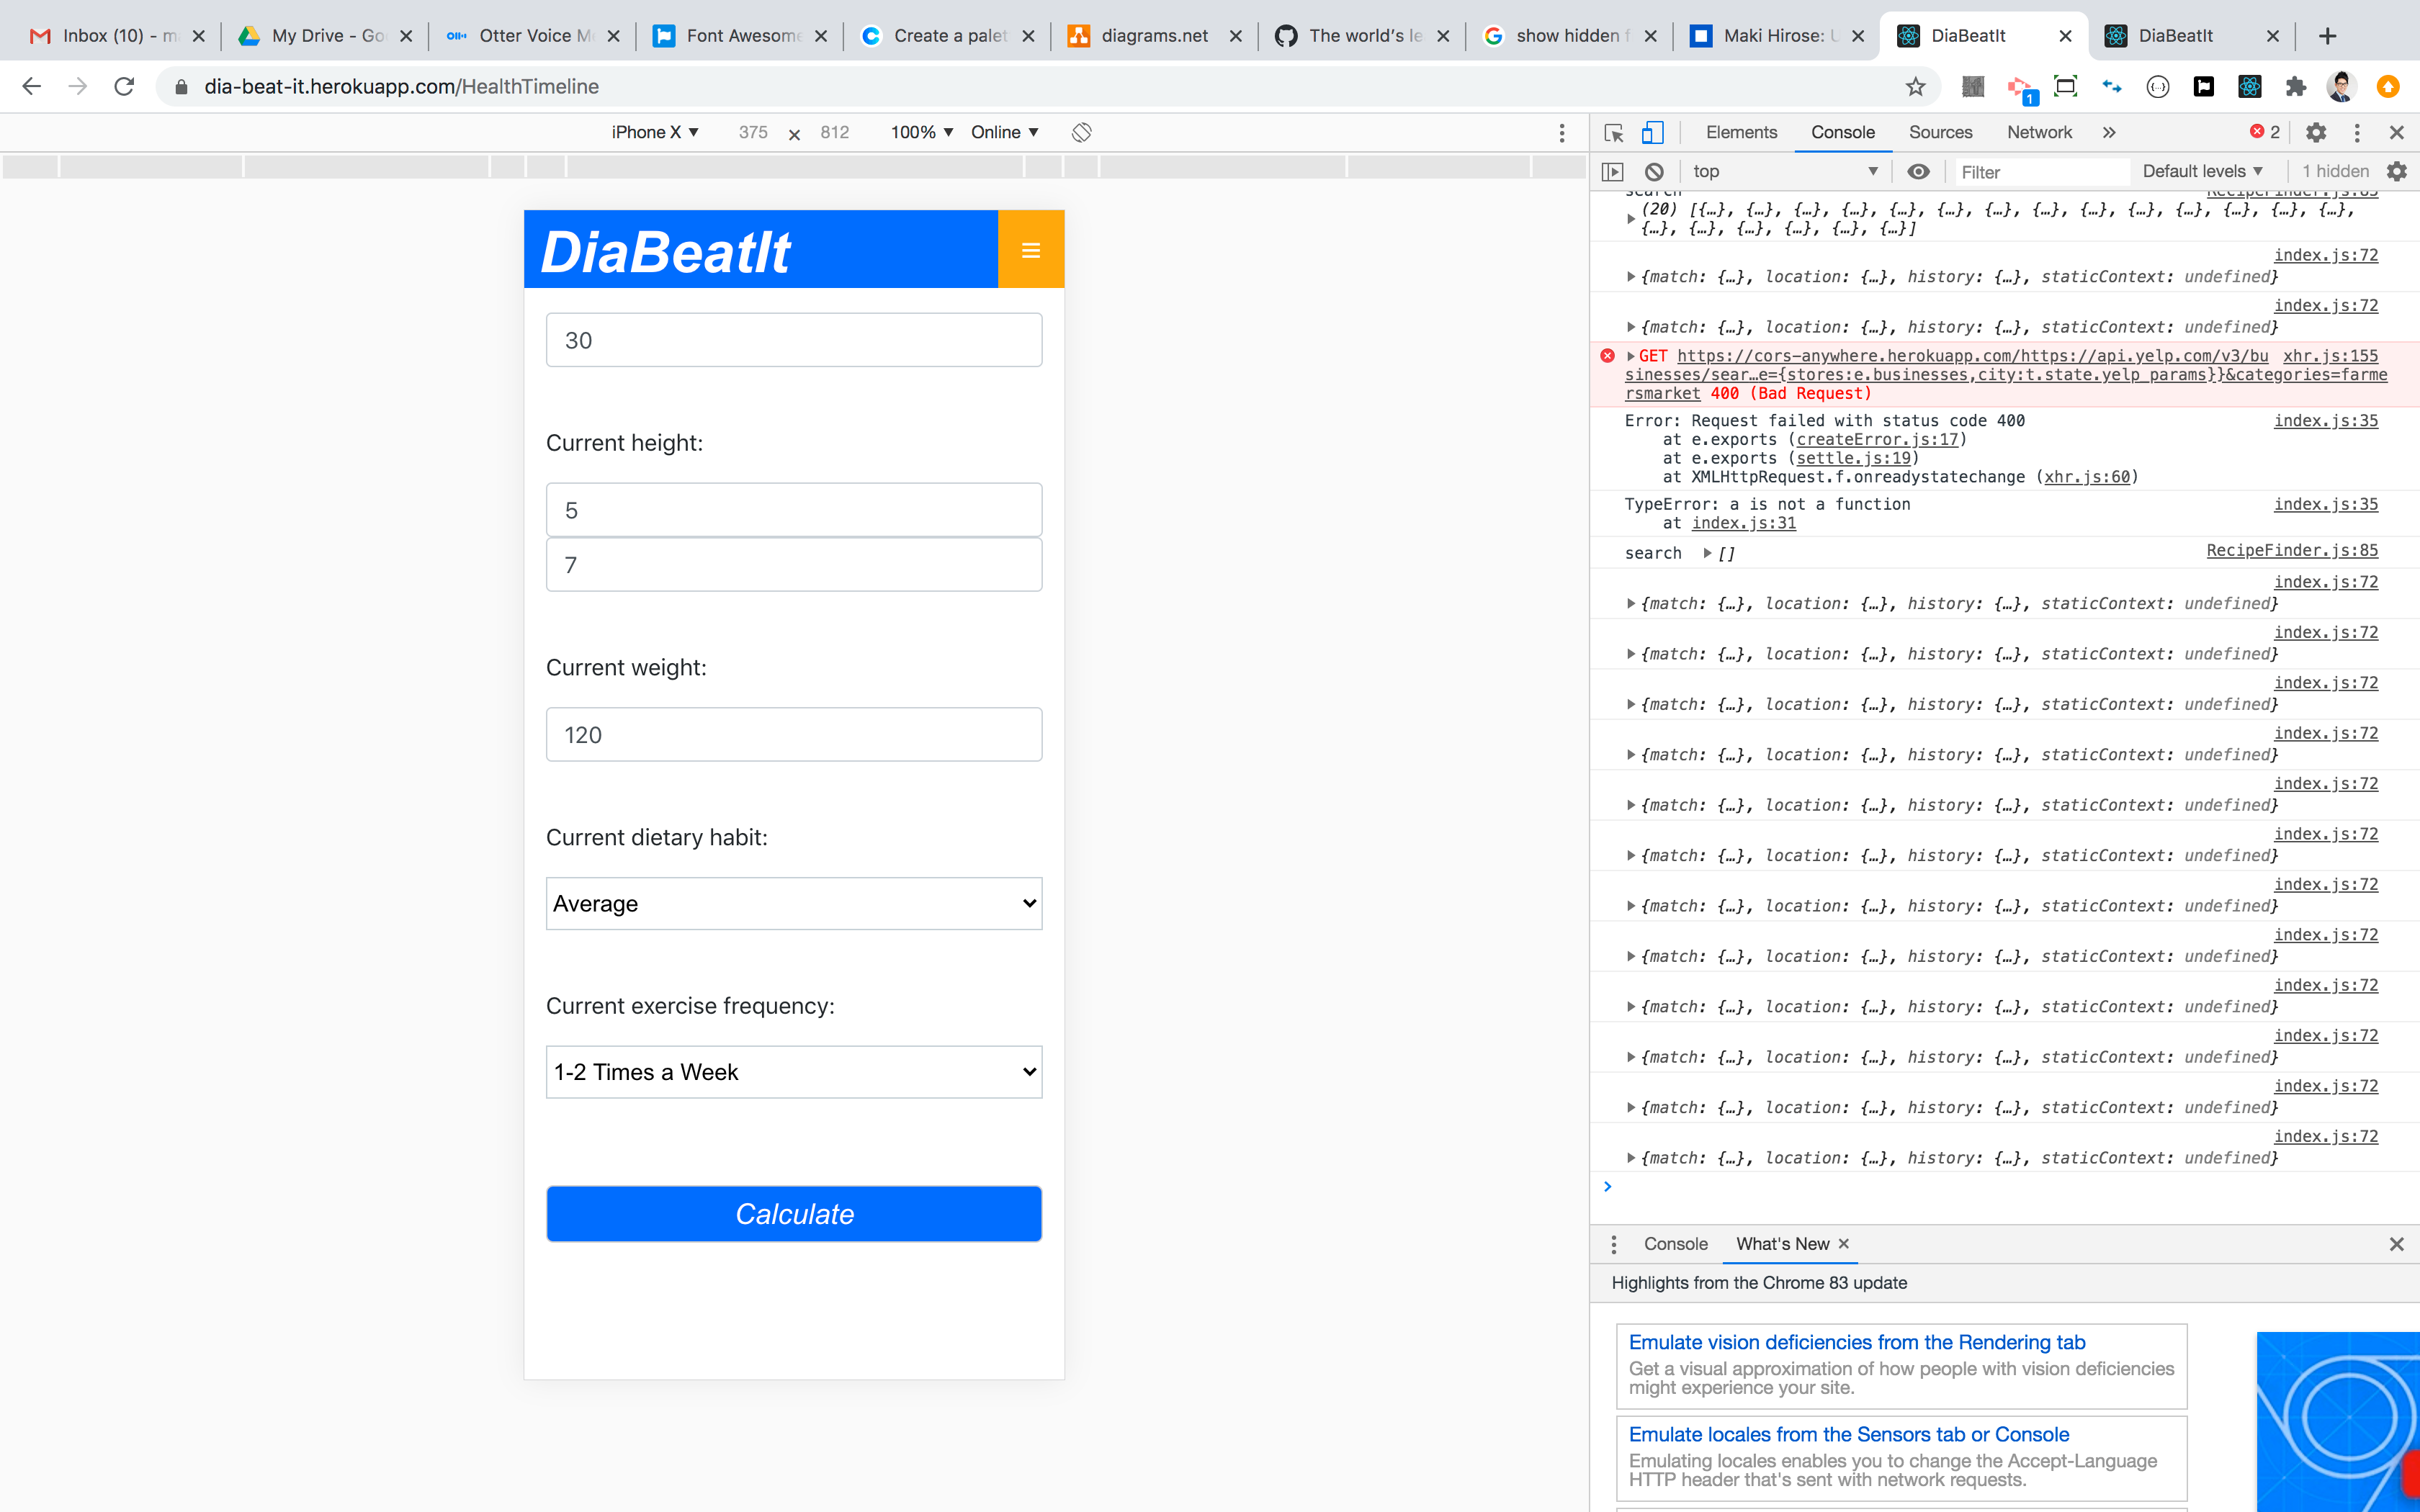 Inbox (10) - m
My Drive - Go
Otter Voice M
Font Awesome
Create a palet
diagrams.net
The world's le
show hidden f
Maki Hirose: U
DiaBeatIt
DiaBeatIt
dia-beat-it.herokuapp.com/HealthTimeline
1
iPhone X ▼ 375 × 812 100% ▼ Online ▼
DiaBeatIt
30
Current height:
5
7
Current weight:
120
Current dietary habit:
Average
Current exercise frequency:
1-2 Times a Week
Calculate
Elements Console Sources Network » 2
top ▼ Filter Default levels ▼ 1 hidden
search RecipeFinder.js:85
(20) [{…}, {…}, {…}, {…}, {…}, {…}, {…}, {…}, {…}, {…}, {…}, {…}, {…}, {…},
{…}, {…}, {…}, {…}, {…}, {…}]
index.js:72
{match: {…}, location: {…}, history: {…}, staticContext: undefined}
index.js:72
{match: {…}, location: {…}, history: {…}, staticContext: undefined}
GET https://cors-anywhere.herokuapp.com/https://api.yelp.com/v3/bu xhr.js:155
sinesses/sear…e={stores:e.businesses,city:t.state.yelp_params}}&categories=farme
rsmarket 400 (Bad Request)
Error: Request failed with status code 400 index.js:35
at e.exports (createError.js:17)
at e.exports (settle.js:19)
at XMLHttpRequest.f.onreadystatechange (xhr.js:60)
TypeError: a is not a function index.js:35
at index.js:31
search [] RecipeFinder.js:85
index.js:72
{match: {…}, location: {…}, history: {…}, staticContext: undefined}
index.js:72
{match: {…}, location: {…}, history: {…}, staticContext: undefined}
index.js:72
{match: {…}, location: {…}, history: {…}, staticContext: undefined}
index.js:72
{match: {…}, location: {…}, history: {…}, staticContext: undefined}
index.js:72
{match: {…}, location: {…}, history: {…}, staticContext: undefined}
index.js:72
{match: {…}, location: {…}, history: {…}, staticContext: undefined}
index.js:72
{match: {…}, location: {…}, history: {…}, staticContext: undefined}
index.js:72
{match: {…}, location: {…}, history: {…}, staticContext: undefined}
index.js:72
{match: {…}, location: {…}, history: {…}, staticContext: undefined}
index.js:72
{match: {…}, location: {…}, history: {…}, staticContext: undefined}
index.js:72
{match: {…}, location: {…}, history: {…}, staticContext: undefined}
index.js:72
{match: {…}, location: {…}, history: {…}, staticContext: undefined}
Console What's New
Highlights from the Chrome 83 update
Emulate vision deficiencies from the Rendering tab
Get a visual approximation of how people with vision deficiencies
might experience your site.
Emulate locales from the Sensors tab or Console
Emulating locales enables you to change the Accept-Language
HTTP header that's sent with network requests.